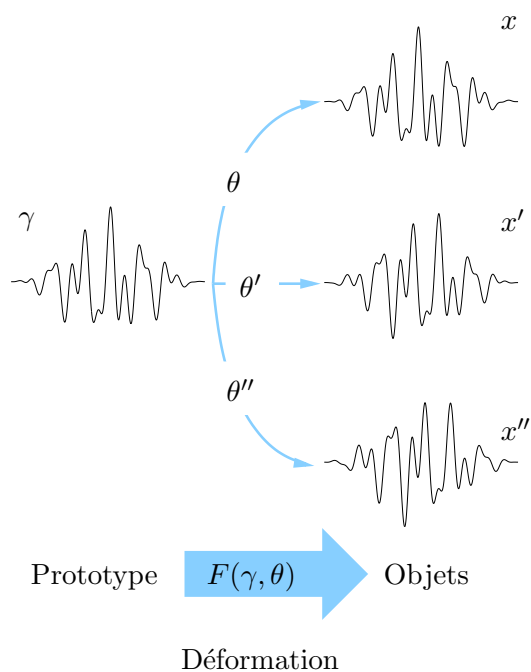 x
θ
γ
x′
θ′
θ″
x″
Prototype F(γ, θ) Objets
Déformation